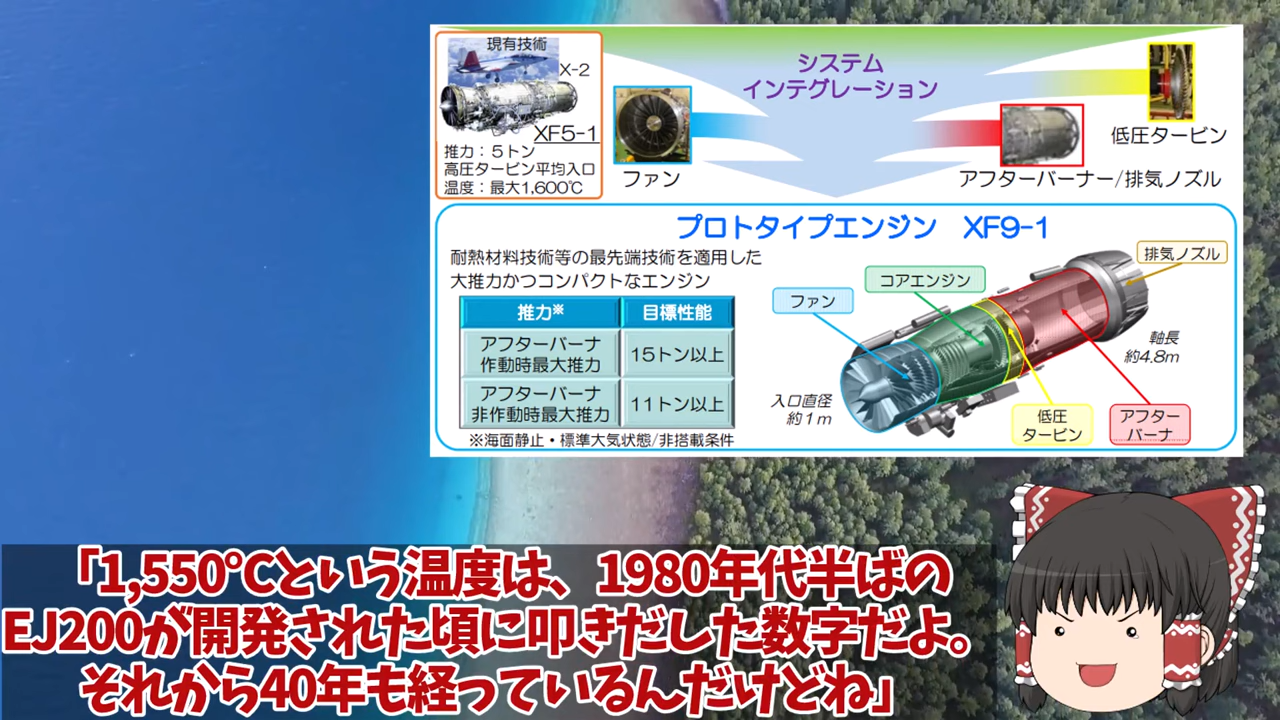 現有技術
X-2
XF5-1
推力：５トン
高圧タービン平均入口
温度：最大1,600℃
システム
インテグレーション
ファン
低圧タービン
アフターバーナー/排気ノズル
プロトタイプエンジン　XF9-1
耐熱材料技術等の最先端技術を適用した
大推力かつコンパクトなエンジン
推力※
目標性能
アフターバーナ
作動時最大推力
15トン以上
アフターバーナ
非作動時最大推力
11トン以上
※海面静止・標準大気状態/非搭載条件
ファン
コアエンジン
排気ノズル
軸長
約4.8m
入口直径
約１ｍ
低圧
タービン
アフター
バーナ
「1,550℃という温度は、1980年代半ばの
EJ200が開発された頃に叩きだした数字だよ。
それから40年も経っているんだけどね」